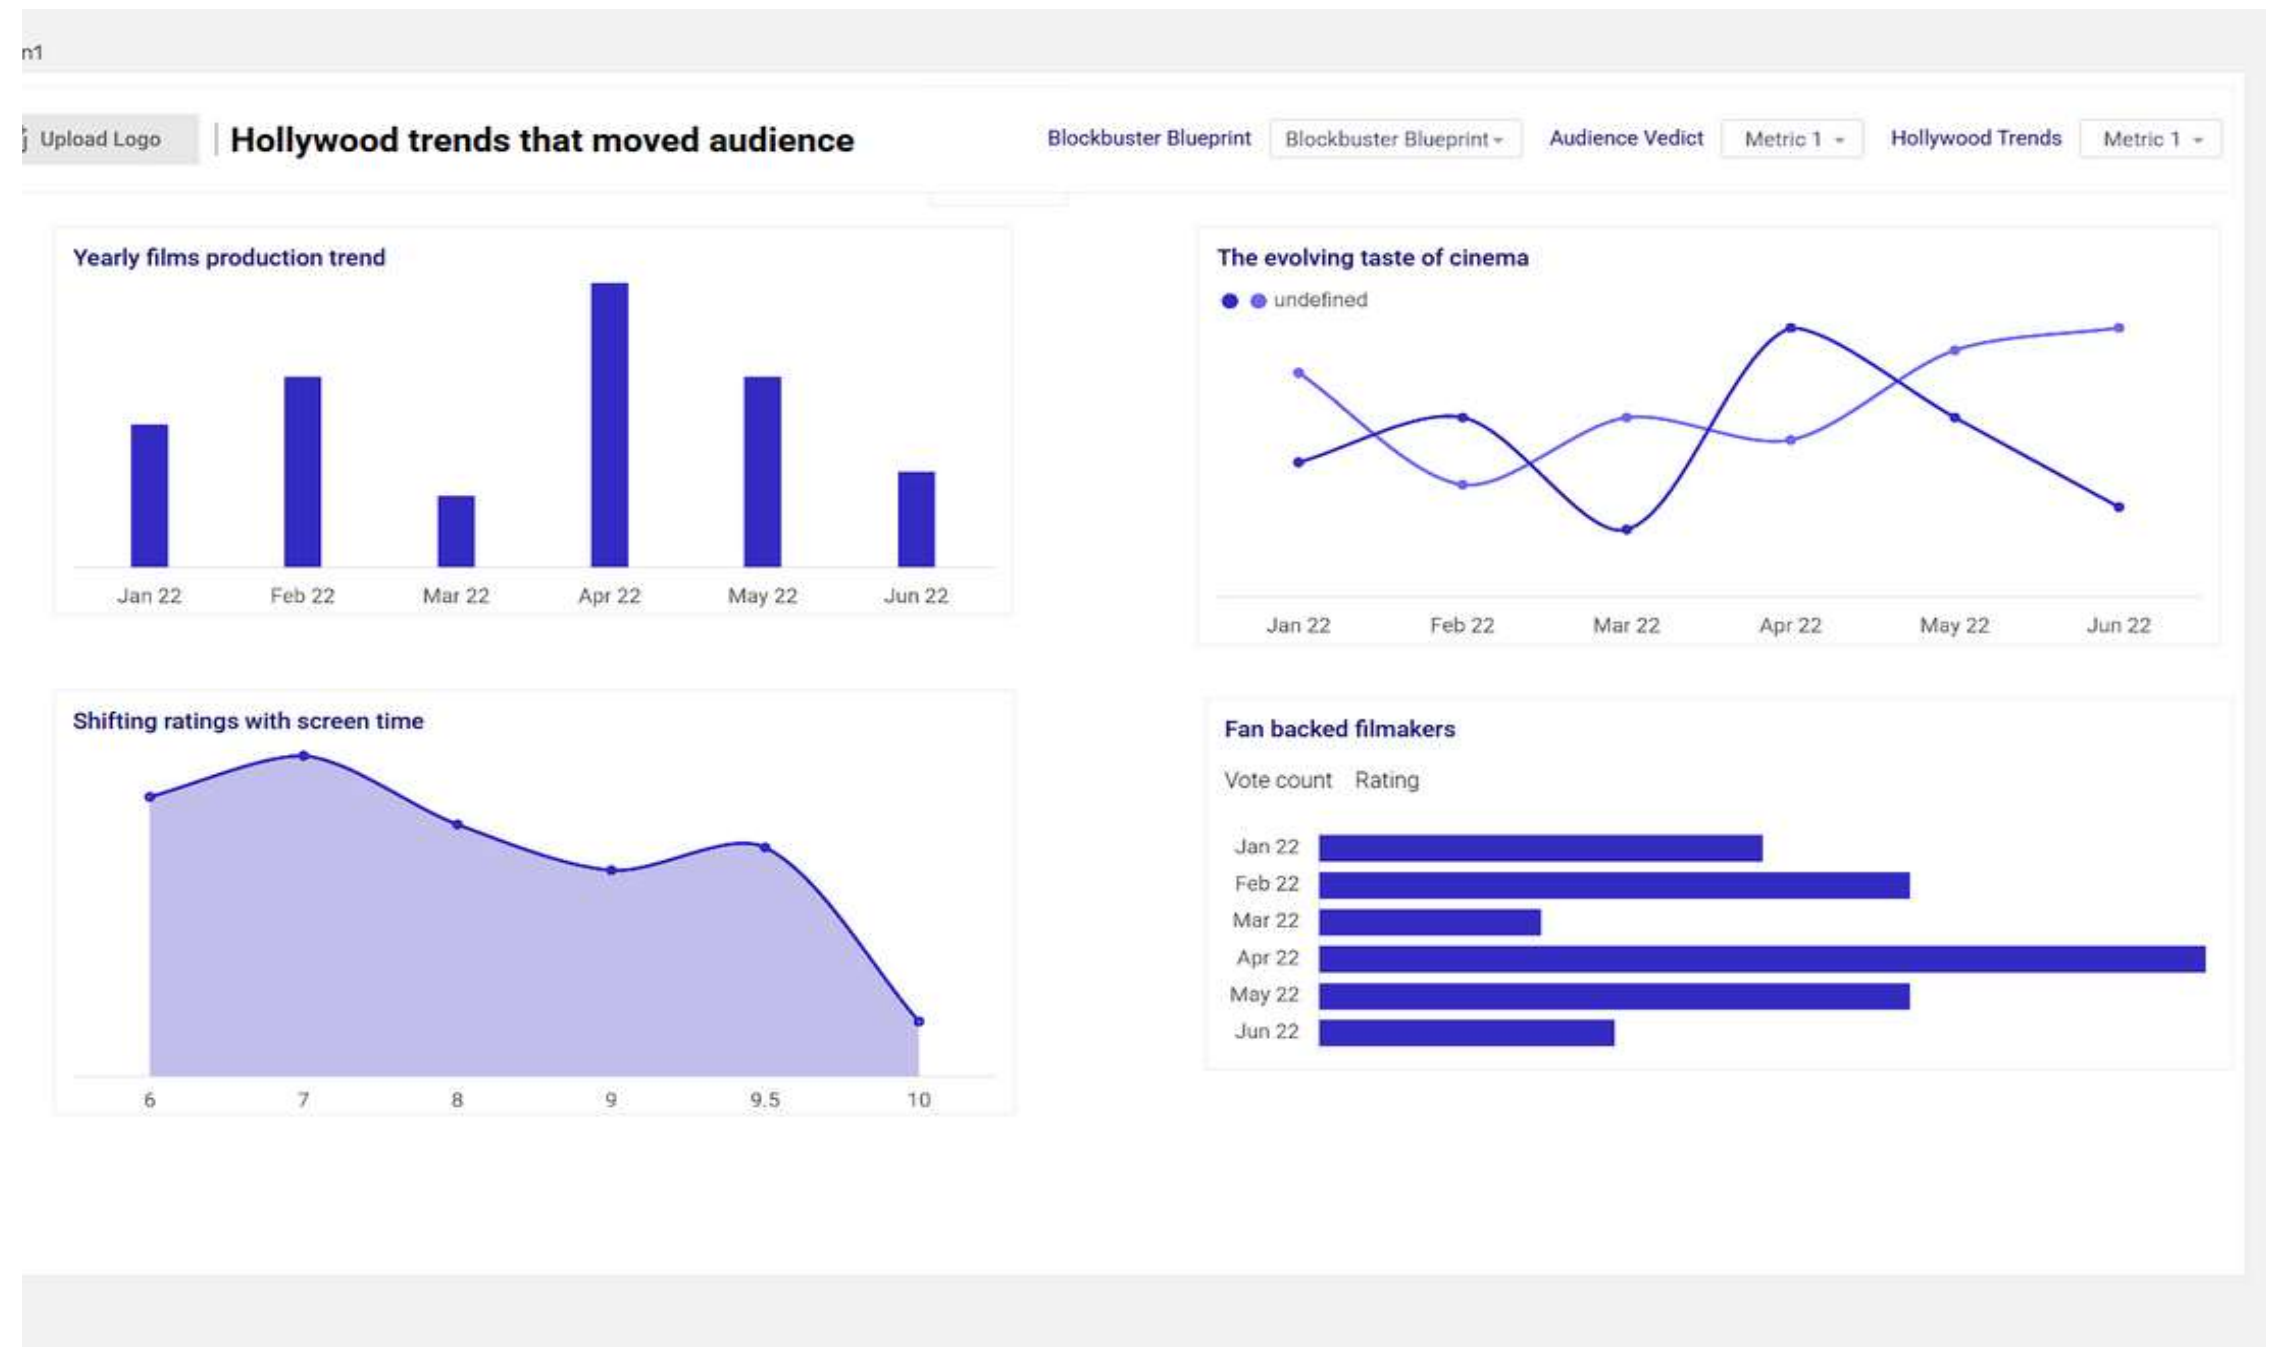 n1
Upload Logo
Hollywood trends that moved audience
Blockbuster Blueprint
Blockbuster Blueprint
Audience Vedict
Metric 1
Hollywood Trends
Metric 1
Yearly films production trend
Jan 22
Feb 22
Mar 22
Apr 22
May 22
Jun 22
The evolving taste of cinema
undefined
Jan 22
Feb 22
Mar 22
Apr 22
May 22
Jun 22
Shifting ratings with screen time
6
7
8
9
9.5
10
Fan backed filmakers
Vote count Rating
Jan 22
Feb 22
Mar 22
Apr 22
May 22
Jun 22